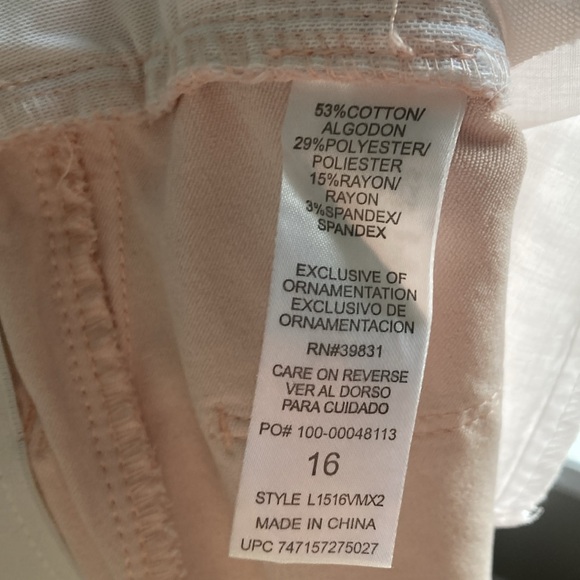 53%COTTON/
ALGODON
29%POLYESTER/
POLIESTER
15%RAYON/
RAYON
3%SPANDEX/
SPANDEX
EXCLUSIVE OF
ORNAMENTATION
EXCLUSIVO DE
ORNAMENTACION
RN#39831
CARE ON REVERSE
VER AL DORSO
PARA CUIDADO
PO# 100-00048113
16
STYLE L1516VMX2
MADE IN CHINA
UPC 747157275027